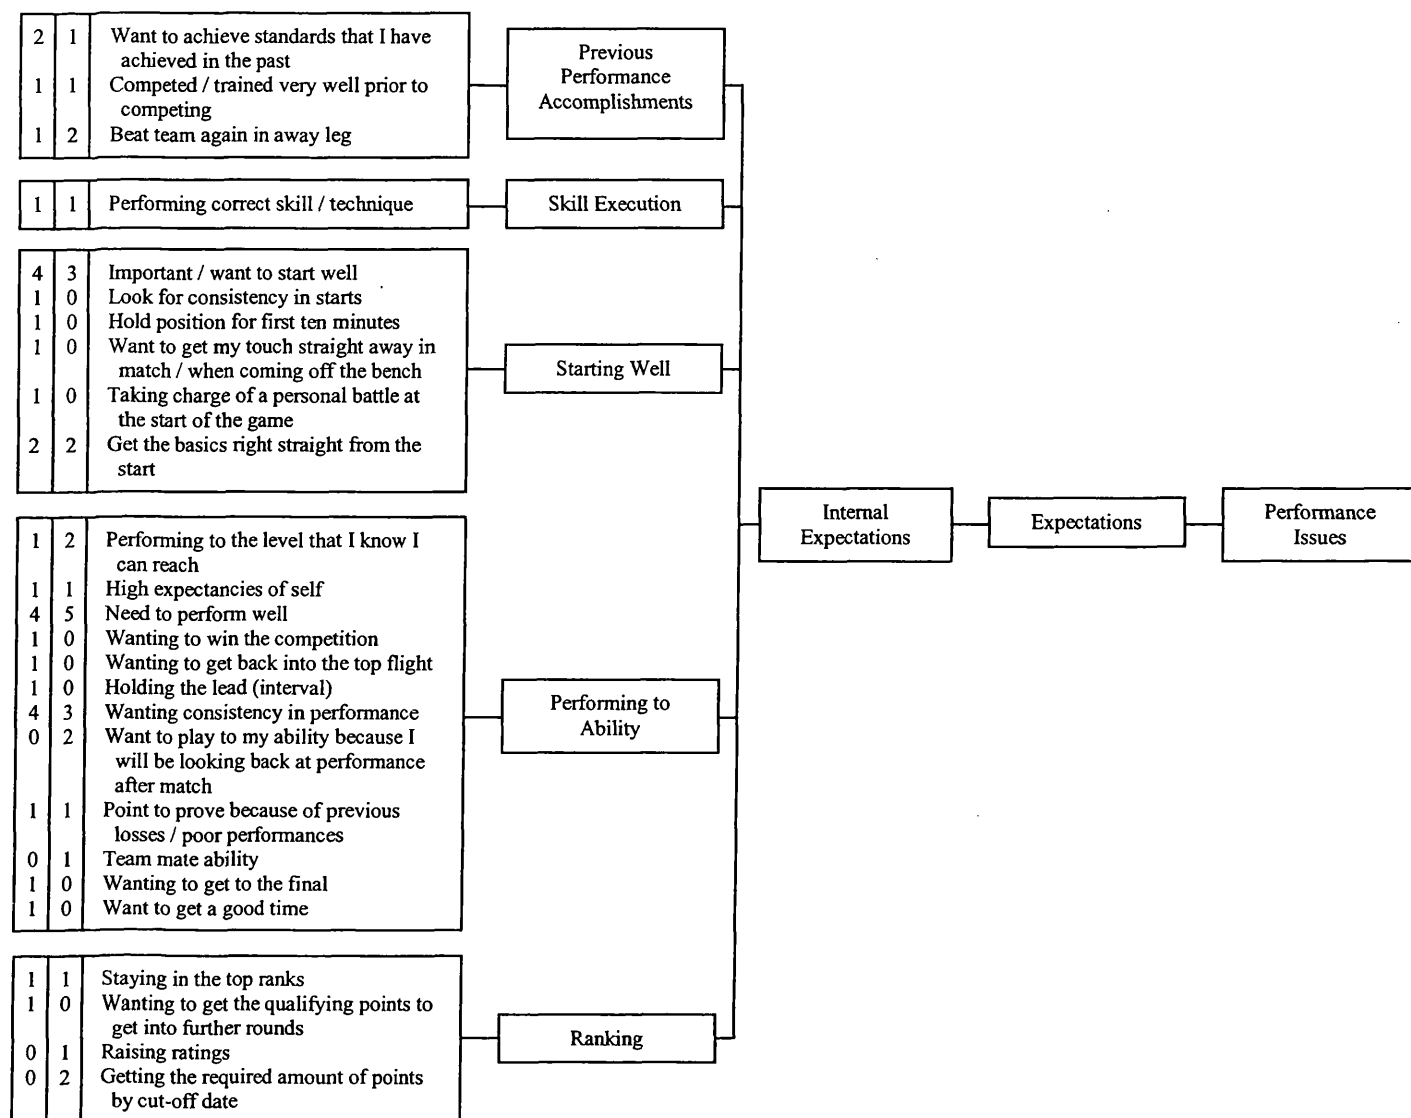 2 1 Want to achieve standards that I have
achieved in the past
1 1 Competed / trained very well prior to
competing
1 2 Beat team again in away leg
Previous
Performance
Accomplishments
1 1 Performing correct skill / technique
Skill Execution
4 3 Important / want to start well
1 0 Look for consistency in starts
1 0 Hold position for first ten minutes
1 0 Want to get my touch straight away in
match / when coming off the bench
1 0 Taking charge of a personal battle at
the start of the game
2 2 Get the basics right straight from the
start
Starting Well
1 2 Performing to the level that I know I
can reach
1 1 High expectancies of self
4 5 Need to perform well
1 0 Wanting to win the competition
1 0 Wanting to get back into the top flight
1 0 Holding the lead (interval)
4 3 Wanting consistency in performance
0 2 Want to play to my ability because I
will be looking back at performance
after match
1 1 Point to prove because of previous
losses / poor performances
0 1 Team mate ability
1 0 Wanting to get to the final
1 0 Want to get a good time
Performing to
Ability
1 1 Staying in the top ranks
1 0 Wanting to get the qualifying points to
get into further rounds
0 1 Raising ratings
0 2 Getting the required amount of points
by cut-off date
Ranking
Internal
Expectations
Expectations
Performance
Issues